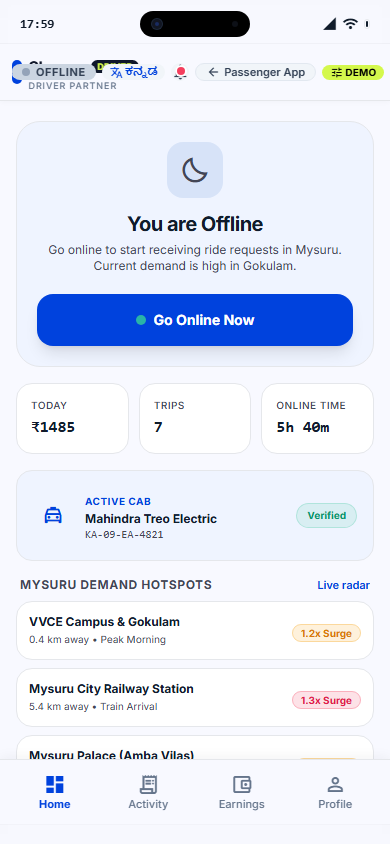 17:59
OFFLINE
ಕನ್ನಡ
Passenger App
DEMO
DRIVER PARTNER
You are Offline
Go online to start receiving ride requests in Mysuru.
Current demand is high in Gokulam.
Go Online Now
TODAY
₹1485
TRIPS
7
ONLINE TIME
5h 40m
ACTIVE CAB
Mahindra Treo Electric
KA-09-EA-4821
Verified
MYSURU DEMAND HOTSPOTS
Live radar
VVCE Campus & Gokulam
0.4 km away • Peak Morning
1.2x Surge
Mysuru City Railway Station
5.4 km away • Train Arrival
1.3x Surge
Mysuru Palace (Amba Vilas)
Home
Activity
Earnings
Profile